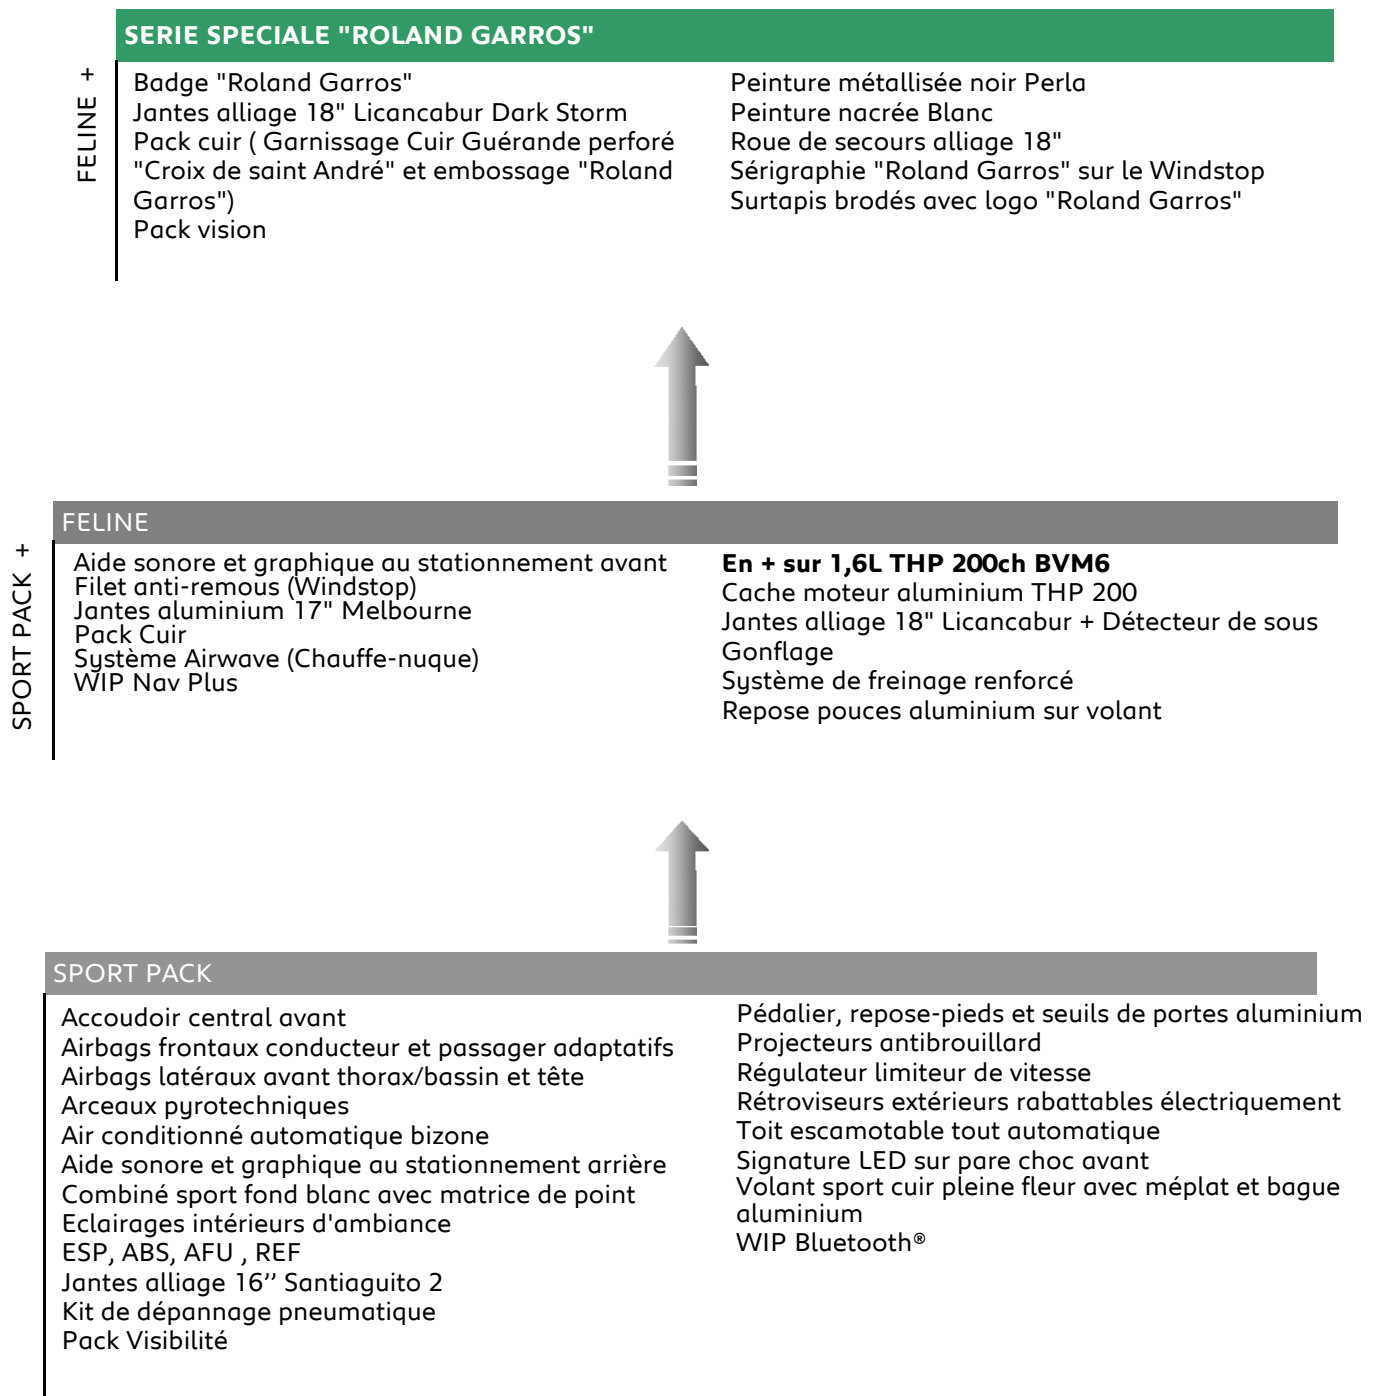 SERIE SPECIALE "ROLAND GARROS"
FELINE +
Badge "Roland Garros"
Jantes alliage 18" Licancabur Dark Storm
Pack cuir ( Garnissage Cuir Guérande perforé
"Croix de saint André" et embossage "Roland
Garros")
Pack vision
Peinture métallisée noir Perla
Peinture nacrée Blanc
Roue de secours alliage 18"
Sérigraphie "Roland Garros" sur le Windstop
Surtapis brodés avec logo "Roland Garros"
FELINE
SPORT PACK +
Aide sonore et graphique au stationnement avant
Filet anti-remous (Windstop)
Jantes aluminium 17" Melbourne
Pack Cuir
Système Airwave (Chauffe-nuque)
WIP Nav Plus
En + sur 1,6L THP 200ch BVM6
Cache moteur aluminium THP 200
Jantes alliage 18" Licancabur + Détecteur de sous
Gonflage
Système de freinage renforcé
Repose pouces aluminium sur volant
SPORT PACK
Accoudoir central avant
Airbags frontaux conducteur et passager adaptatifs
Airbags latéraux avant thorax/bassin et tête
Arceaux pyrotechniques
Air conditionné automatique bizone
Aide sonore et graphique au stationnement arrière
Combiné sport fond blanc avec matrice de point
Eclairages intérieurs d'ambiance
ESP, ABS, AFU , REF
Jantes alliage 16’’ Santiaguito 2
Kit de dépannage pneumatique
Pack Visibilité
Pédalier, repose-pieds et seuils de portes aluminium
Projecteurs antibrouillard
Régulateur limiteur de vitesse
Rétroviseurs extérieurs rabattables électriquement
Toit escamotable tout automatique
Signature LED sur pare choc avant
Volant sport cuir pleine fleur avec méplat et bague
aluminium
WIP Bluetooth®